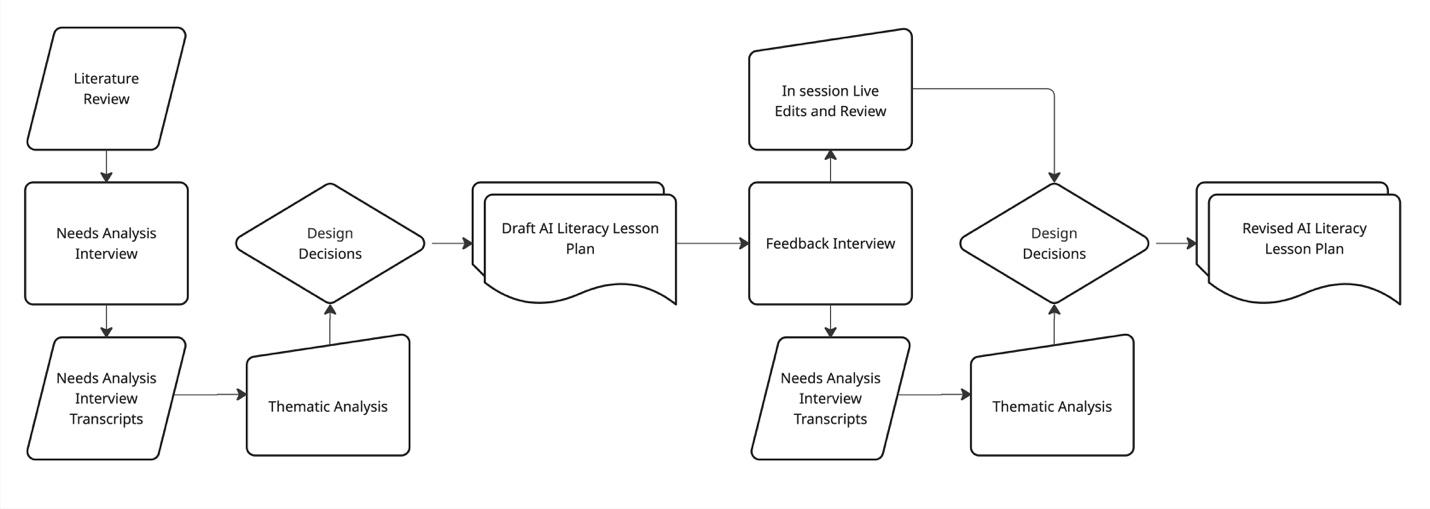 Literature
Review
Needs Analysis
Interview
Needs Analysis
Interview
Transcripts
Thematic Analysis
Design
Decisions
Draft AI Literacy Lesson
Plan
Feedback Interview
In session Live
Edits and Review
Needs Analysis
Interview
Transcripts
Thematic Analysis
Design
Decisions
Revised AI Literacy
Lesson Plan